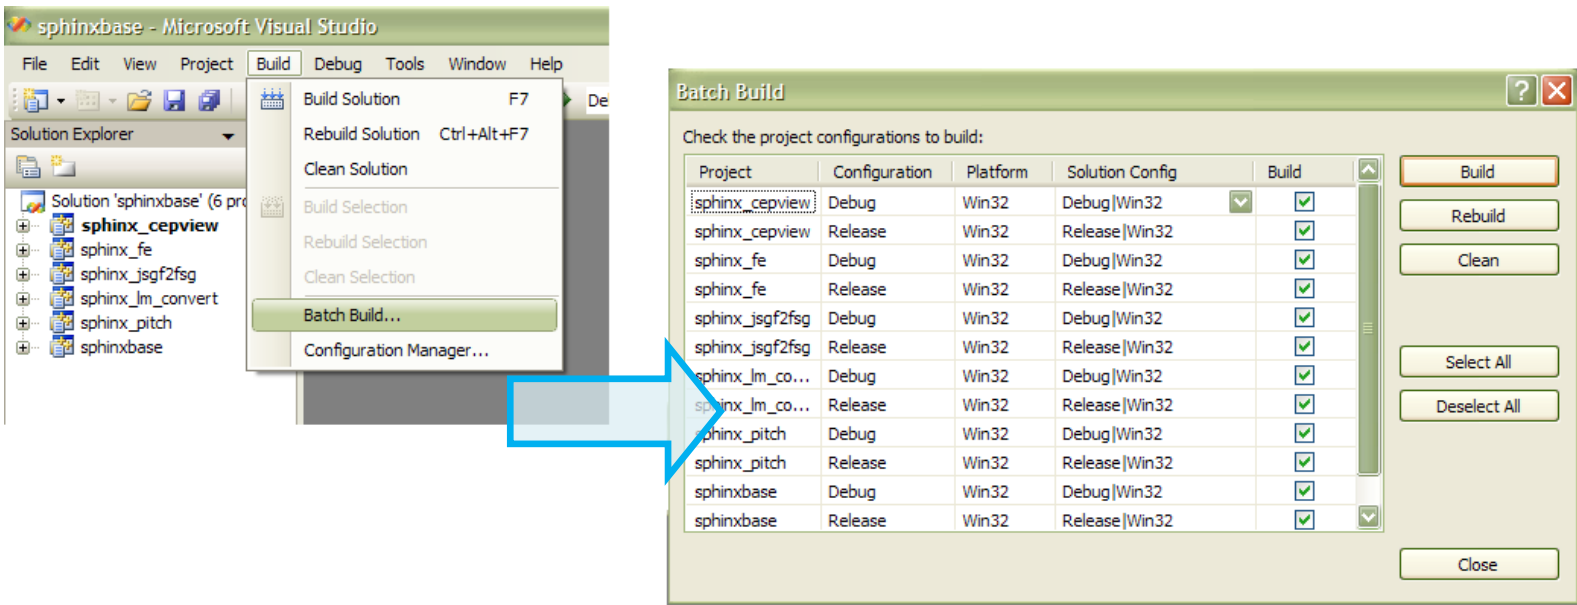 sphinxbase - Microsoft Visual Studio
File Edit View Project Build Debug Tools Window Help
Build Solution F7
De
Solution Explorer
Rebuild Solution Ctrl+Alt+F7
Clean Solution
Solution 'sphinxbase' (6 pro
Build Selection
sphinx_cepview
Rebuild Selection
sphinx_fe
sphinx_jsgf2fsg
Clean Selection
sphinx_lm_convert
Batch Build...
sphinx_pitch
sphinxbase
Configuration Manager...
Batch Build
Check the project configurations to build:
Project Configuration Platform Solution Config Build
sphinx_cepview Debug Win32 Debug|Win32
sphinx_cepview Release Win32 Release|Win32
sphinx_fe Debug Win32 Debug|Win32
sphinx_fe Release Win32 Release|Win32
sphinx_jsgf2fsg Debug Win32 Debug|Win32
sphinx_jsgf2fsg Release Win32 Release|Win32
sphinx_lm_co... Debug Win32 Debug|Win32
sphinx_lm_co... Release Win32 Release|Win32
sphinx_pitch Debug Win32 Debug|Win32
sphinx_pitch Release Win32 Release|Win32
sphinxbase Debug Win32 Debug|Win32
sphinxbase Release Win32 Release|Win32
Build
Rebuild
Clean
Select All
Deselect All
Close